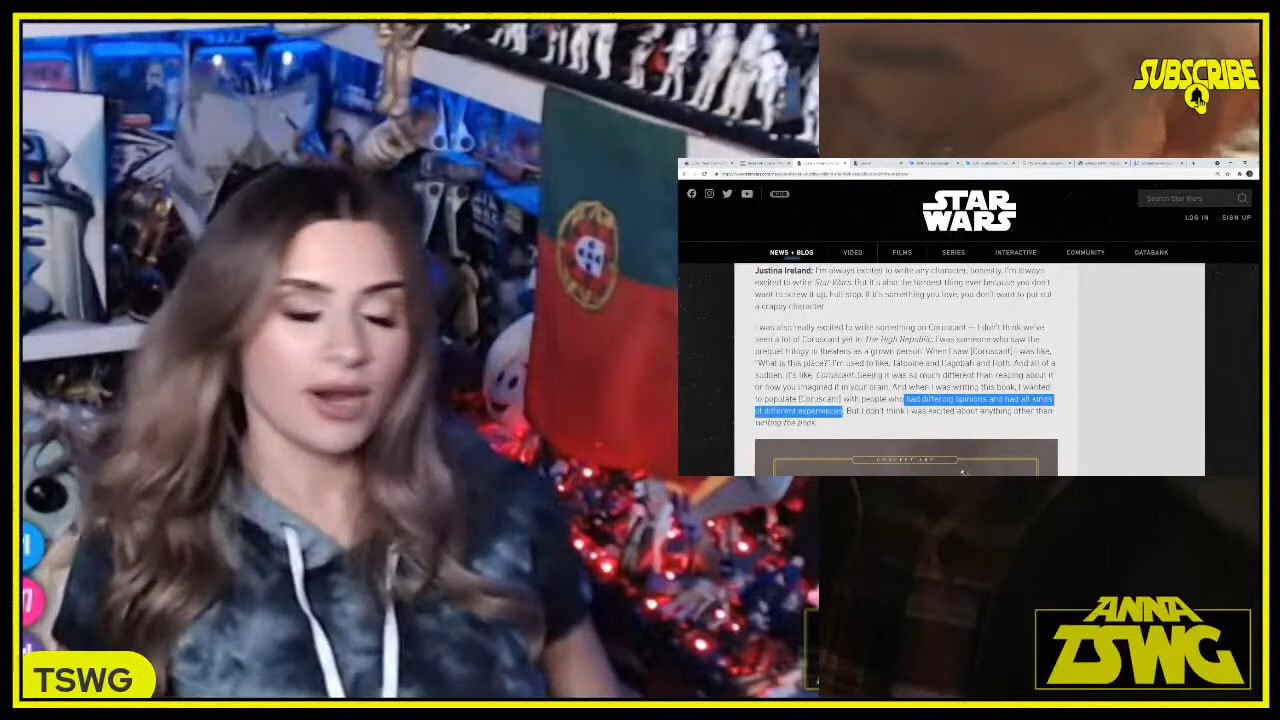 SUBSCRIBE
KIDS
STAR
WARS
Search Star Wars
LOG IN SIGN UP
NEWS + BLOG VIDEO FILMS SERIES INTERACTIVE COMMUNITY DATABANK
Justina Ireland: I'm always excited to write any character, honestly. I'm always
excited to write Star Wars. But it's also the hardest thing ever because you don't
want to screw it up. Full stop. If it's something you love, you don't want to put out
a crappy character.
I was also really excited to write something on Coruscant — I don't think we've
seen a lot of Coruscant yet in The High Republic. I was someone who saw the
prequel trilogy in theaters as a grown person. When I saw [Coruscant] I was like,
"What is this place?" I'm used to like, Tatooine and Dagobah and Hoth. And all of a
sudden, it's like, Coruscant. Seeing it was so much different than reading about it
or how you imagined it in your brain. And when I was writing this book, I wanted
to populate [Coruscant] with people who had differing opinions and had all kinds
of different experiences. But I don't think I was excited about anything other than
writing the book.
CONCEPT ART
ANNA
TSWG
TSWG